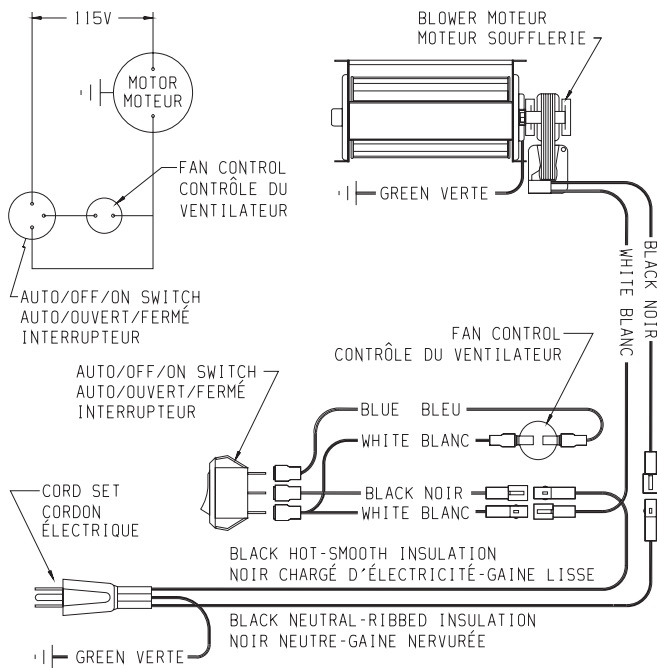 115V
MOTOR
MOTEUR
FAN CONTROL
CONTRÔLE DU
VENTILATEUR
AUTO/OFF/ON SWITCH
AUTO/OUVERT/FERMÉ
INTERRUPTEUR
BLOWER MOTEUR
MOTEUR SOUFFLERIE
GREEN VERTE
WHITE BLANC
BLACK NOIR
FAN CONTROL
CONTRÔLE DU VENTILATEUR
AUTO/OFF/ON SWITCH
AUTO/OUVERT/FERMÉ
INTERRUPTEUR
BLUE BLEU
WHITE BLANC
BLACK NOIR
WHITE BLANC
CORD SET
CORDON
ÉLECTRIQUE
BLACK HOT-SMOOTH INSULATION
NOIR CHARGÉ D'ÉLECTRICITÉ-GAINE LISSE
BLACK NEUTRAL-RIBBED INSULATION
NOIR NEUTRE-GAINE NERVURÉE
GREEN VERTE